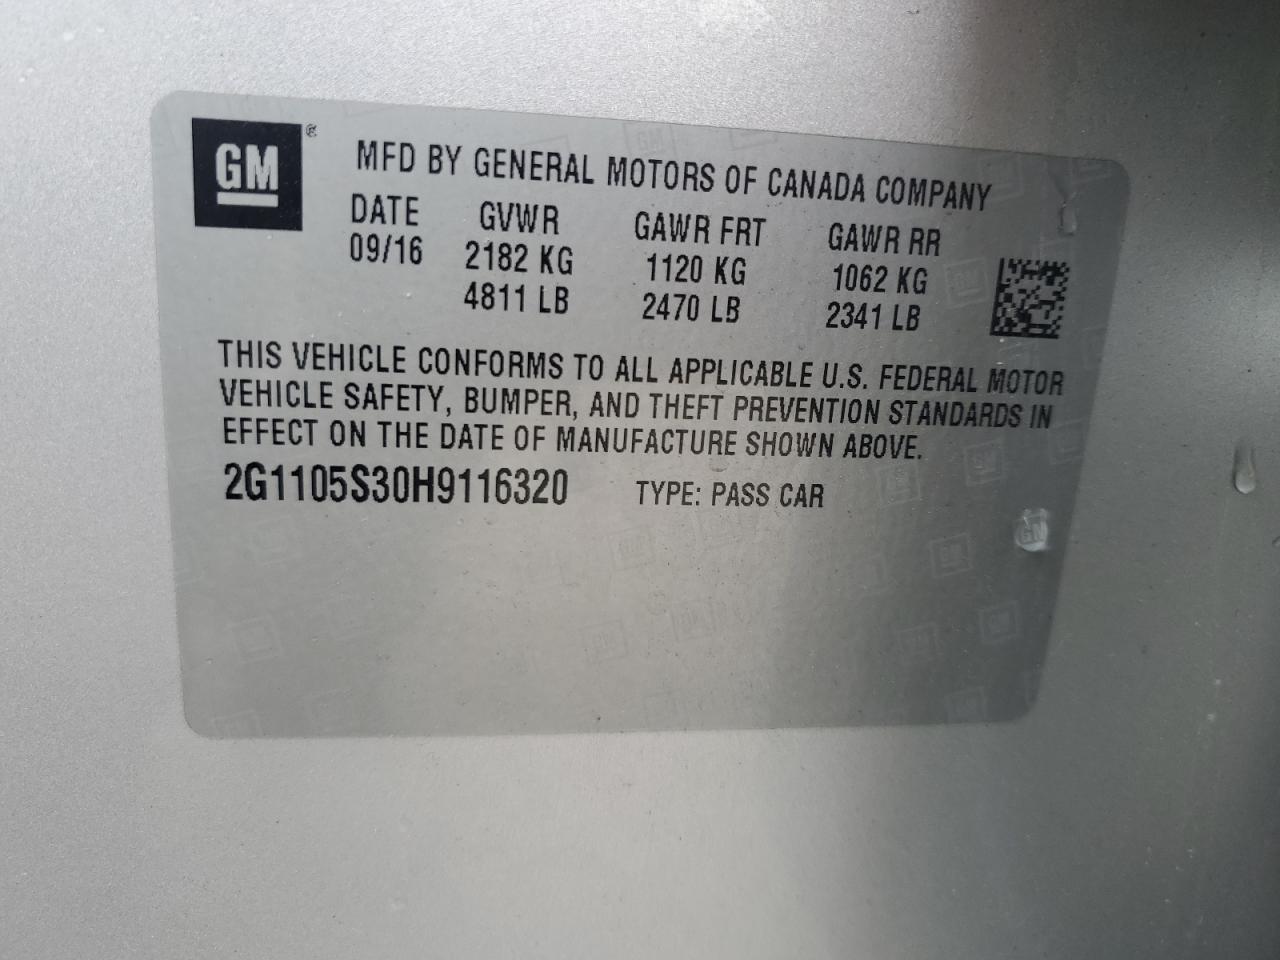 GM ®
MFD BY GENERAL MOTORS OF CANADA COMPANY
DATE GVWR GAWR FRT GAWR RR
09/16 2182 KG 1120 KG 1062 KG
4811 LB 2470 LB 2341 LB
THIS VEHICLE CONFORMS TO ALL APPLICABLE U.S. FEDERAL MOTOR
VEHICLE SAFETY, BUMPER, AND THEFT PREVENTION STANDARDS IN
EFFECT ON THE DATE OF MANUFACTURE SHOWN ABOVE.
2G1105S30H9116320 TYPE: PASS CAR